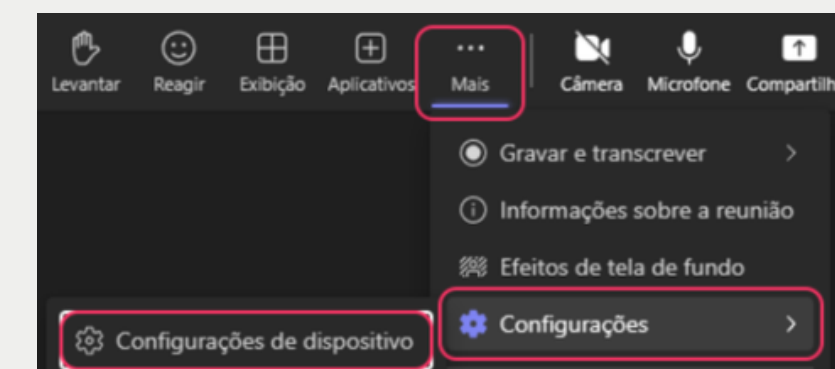 Levantar Reagir Exibição Aplicativos Mais Câmera Microfone Compartilh
Gravar e transcrever
Informações sobre a reunião
Efeitos de tela de fundo
Configurações de dispositivo Configurações